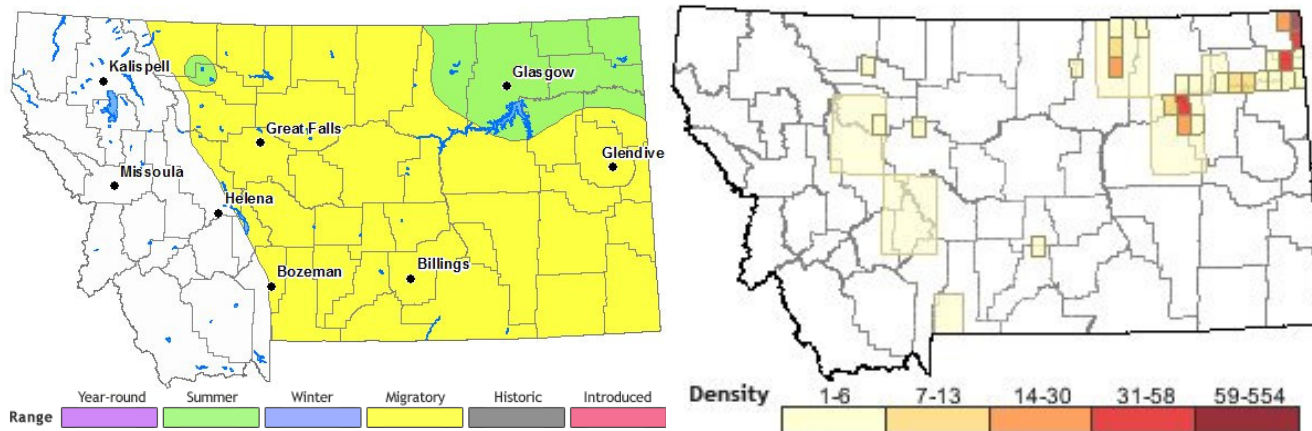 Kalispell
Glasgow
Great Falls
Glendive
Missoula
Helena
Bozeman
Billings
Year-round Summer Winter Migratory Historic Introduced
Range
Density 1-6 7-13 14-30 31-58 59-554